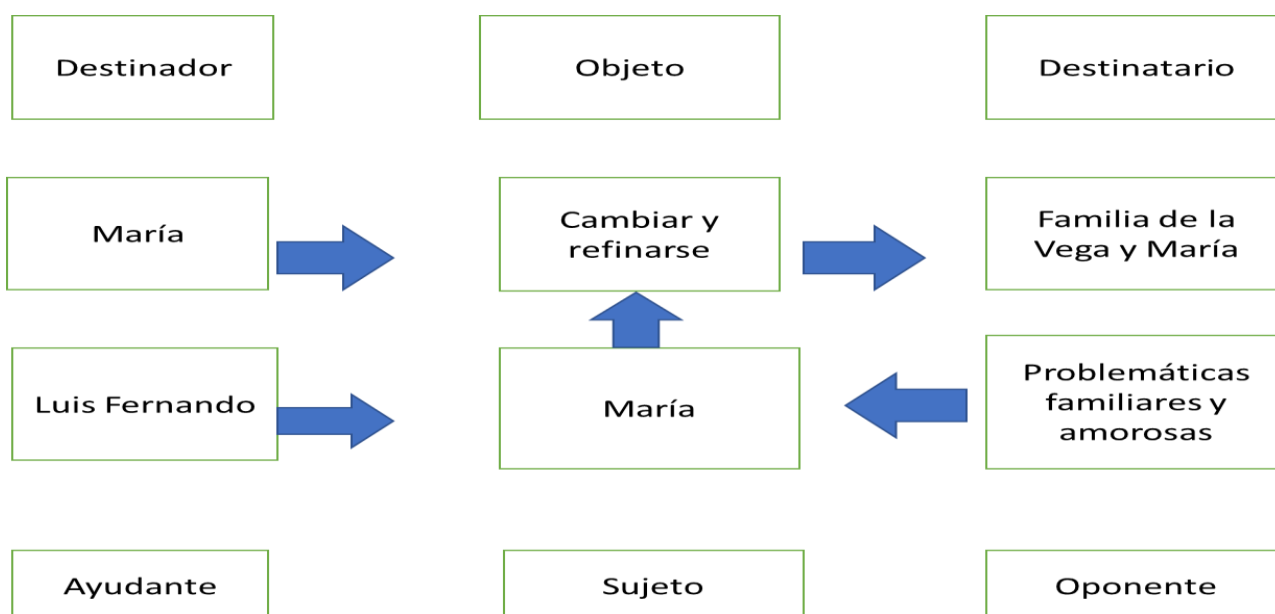 Destinador
Objeto
Destinatario
María
Cambiar y
refinarse
Familia de la
Vega y María
Luis Fernando
María
Problemáticas
familiares y
amorosas
Ayudante
Sujeto
Oponente